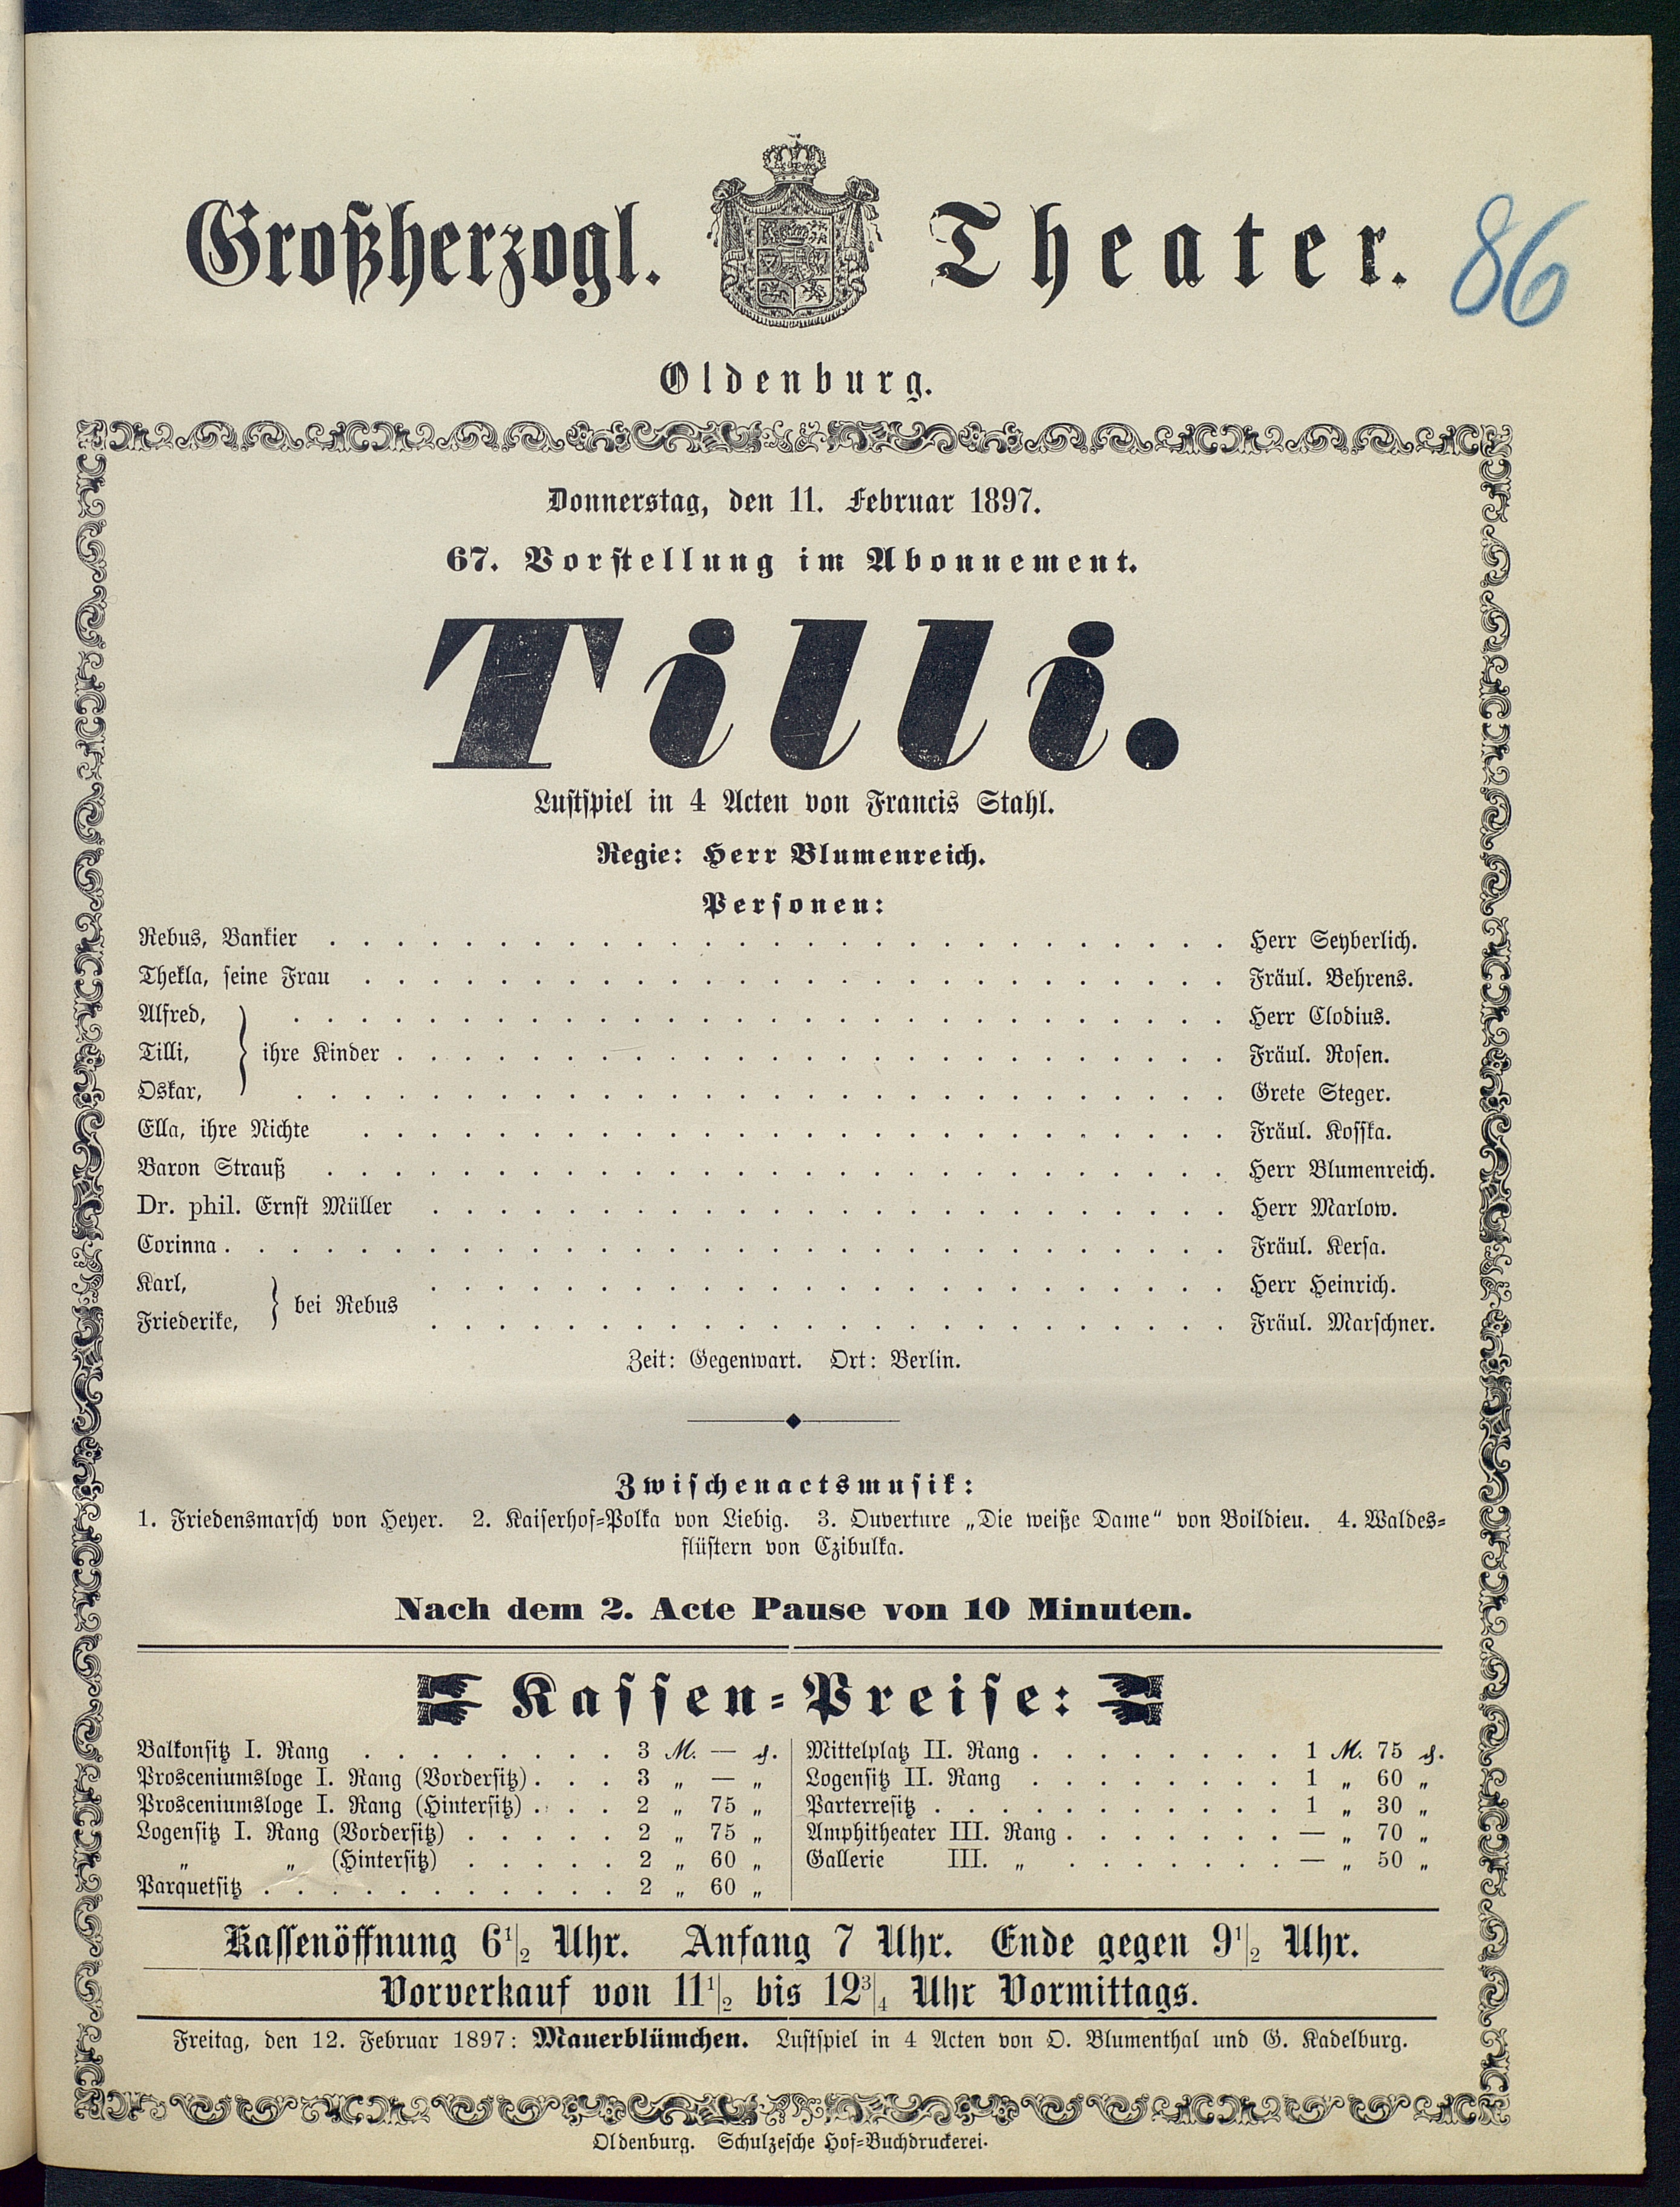 Großherzogl. Theater.
86
Oldenburg.
Donnerstag, den 11. Februar 1897.
67. Vorstellung im Abonnement.
Tilli.
Lustspiel in 4 Acten von Francis Stahl.
Regie: Herr Blumenreich.
Personen:
Rebus, Bankier . . . . . . . . . . Herr Seyberlich.
Thekla, seine Frau . . . . . . . . . . Fräul. Behrens.
Alfred, . . . . . . . . . . Herr Clodius.
Tilli, } ihre Kinder . . . . . . . . . . Fräul. Rosen.
Oskar, . . . . . . . . . . Grete Steger.
Ella, ihre Nichte . . . . . . . . . . Fräul. Kosska.
Baron Strauß . . . . . . . . . . Herr Blumenreich.
Dr. phil. Ernst Müller . . . . . . . . . . Herr Marlow.
Corinna . . . . . . . . . . Fräul. Kersa.
Karl, . . . . . . . . . . Herr Heinrich.
} bei Rebus
Friederike, . . . . . . . . . . Fräul. Marschner.
Zeit: Gegenwart. Ort: Berlin.
Zwischenactsmusik:
1. Friedensmarsch von Heyer. 2. Kaiserhof-Polka von Liebig. 3. Ouverture „Die weiße Dame“ von Boildieu. 4. Waldes-
flüstern von Czibulka.
Nach dem 2. Acte Pause von 10 Minuten.
Kassen-Preise:
Balkonsitz I. Rang . . . . . . . . 3 M. — ₰.
Prosceniumsloge I. Rang (Vordersitz) . . . 3 „ — „
Prosceniumsloge I. Rang (Hintersitz) . . . 2 „ 75 „
Logensitz I. Rang (Vordersitz) . . . . . 2 „ 75 „
„ „ (Hintersitz) . . . . . 2 „ 60 „
Parquetsitz . . . . . . . . . . . 2 „ 60 „
Mittelplatz II. Rang . . . . . . . . 1 M. 75 ₰.
Logensitz II. Rang . . . . . . . . 1 „ 60 „
Parterresitz . . . . . . . . . . . 1 „ 30 „
Amphitheater III. Rang . . . . . . . — „ 70 „
Gallerie III. „ . . . . . . . — „ 50 „
Kassenöffnung 6 1/2 Uhr. Anfang 7 Uhr. Ende gegen 9 1/2 Uhr.
Vorverkauf von 11 1/2 bis 12 3/4 Uhr Vormittags.
Freitag, den 12. Februar 1897: Mauerblümchen. Lustspiel in 4 Acten von O. Blumenthal und G. Kadelburg.
Oldenburg. Schulzesche Hof-Buchdruckerei.